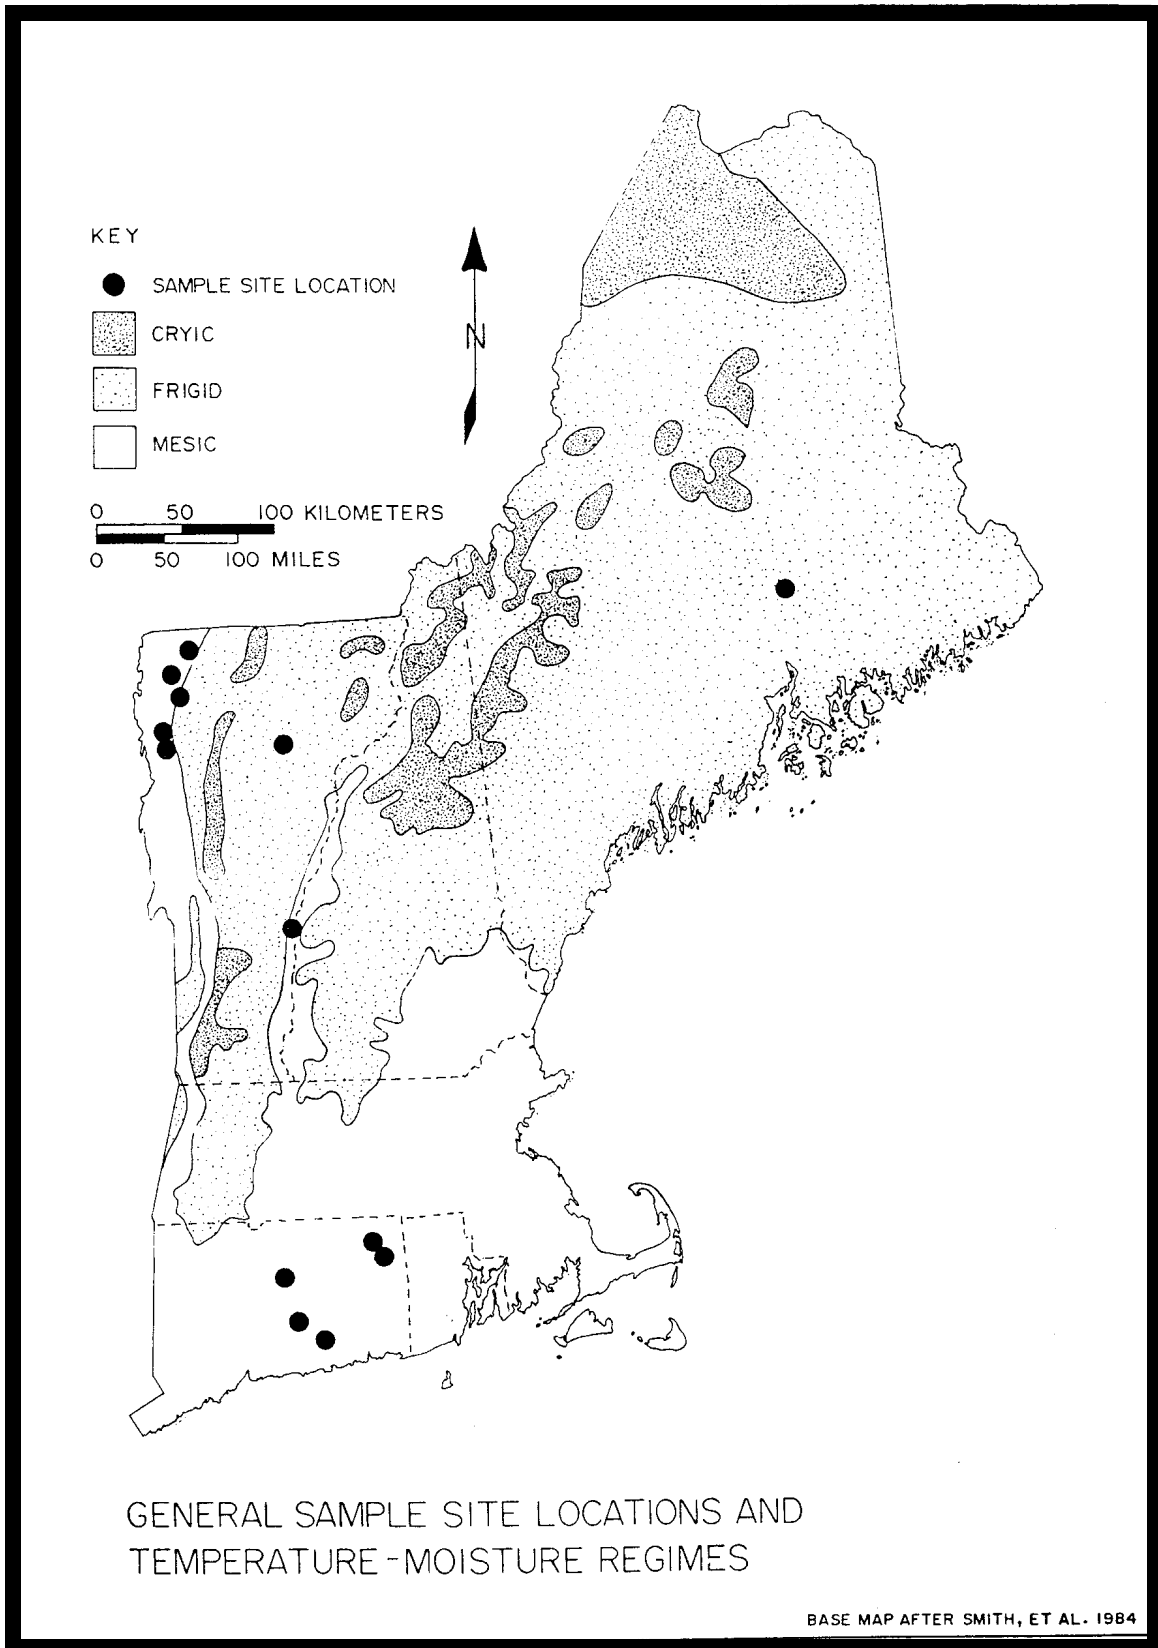 KEY
SAMPLE SITE LOCATION
CRYIC
FRIGID
MESIC
N
0 50 100 KILOMETERS
0 50 100 MILES
GENERAL SAMPLE SITE LOCATIONS AND
TEMPERATURE-MOISTURE REGIMES
BASE MAP AFTER SMITH, ET AL. 1984